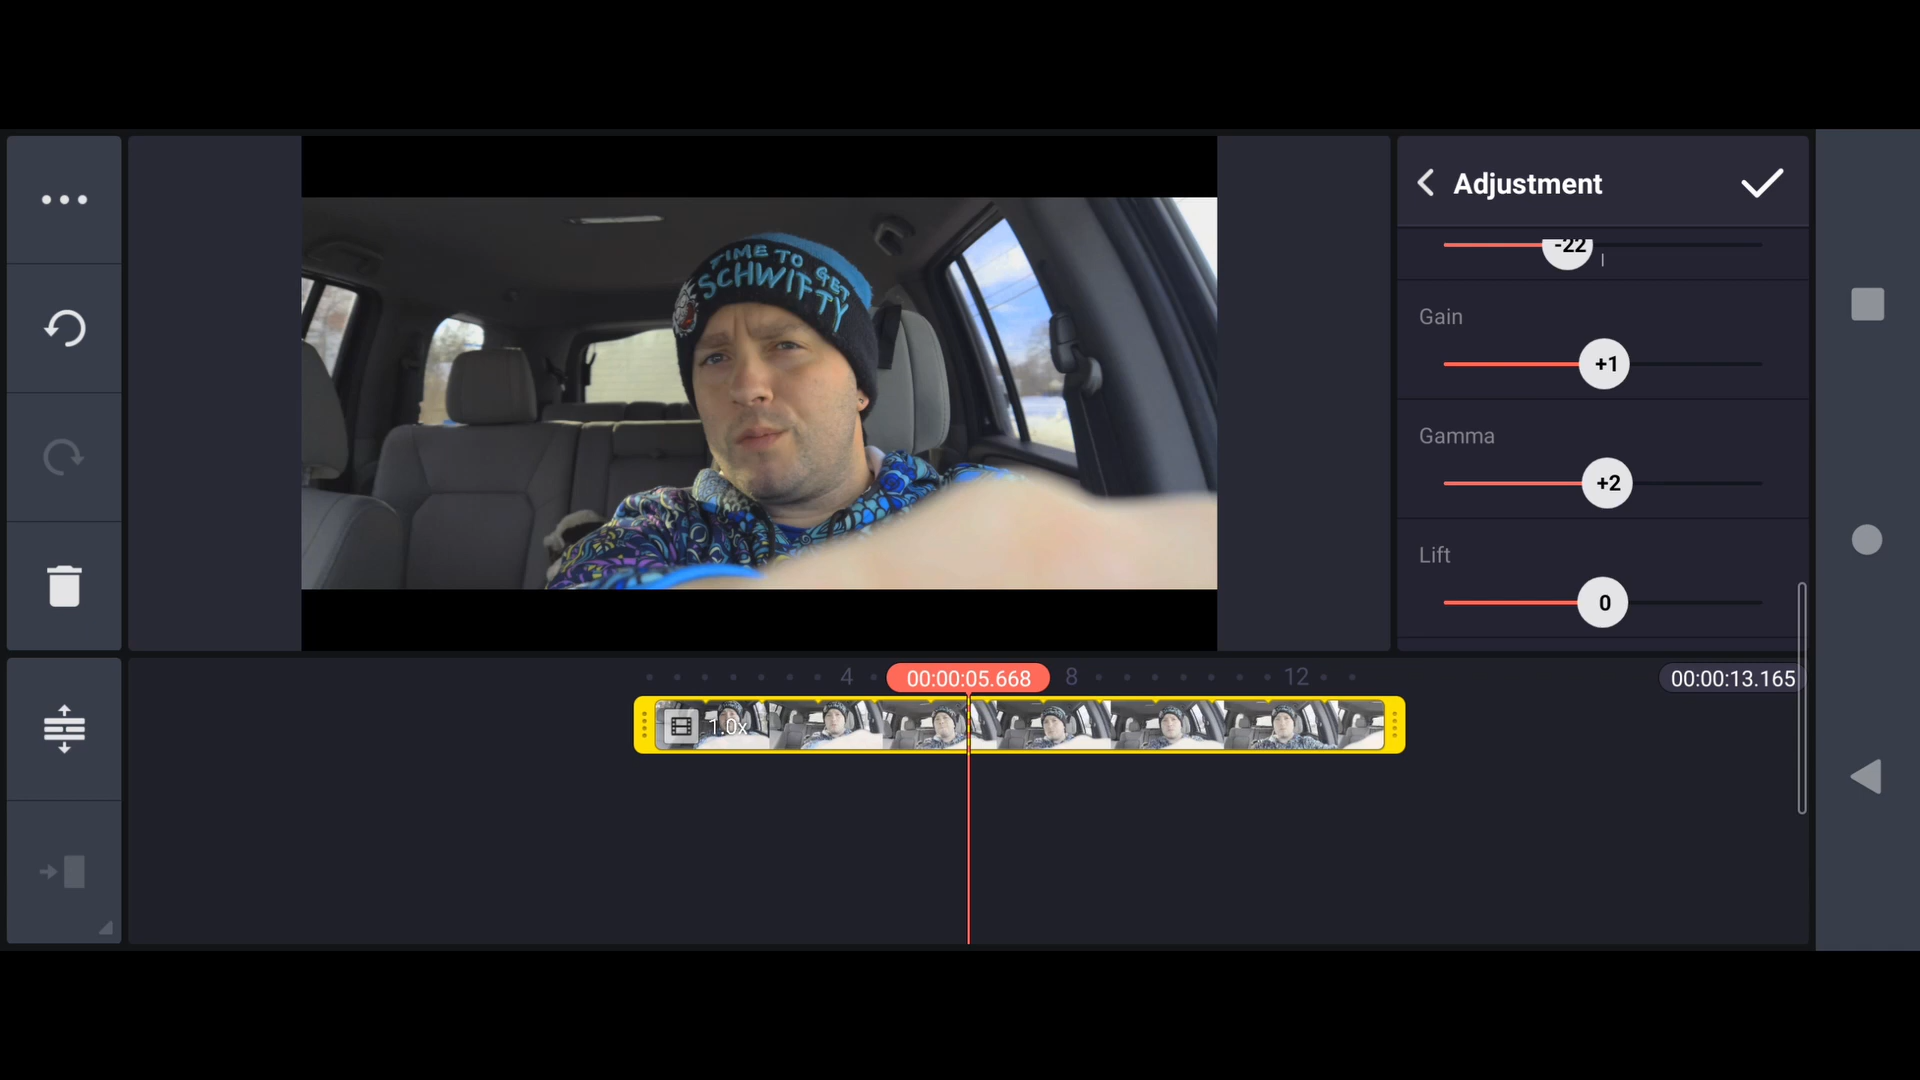 Adjustment
-22
Gain
+1
Gamma
+2
Lift
0
TIME TO GET
SCHWIFTY
4
00:00:05.668
8
12
00:00:13.165
1.0x